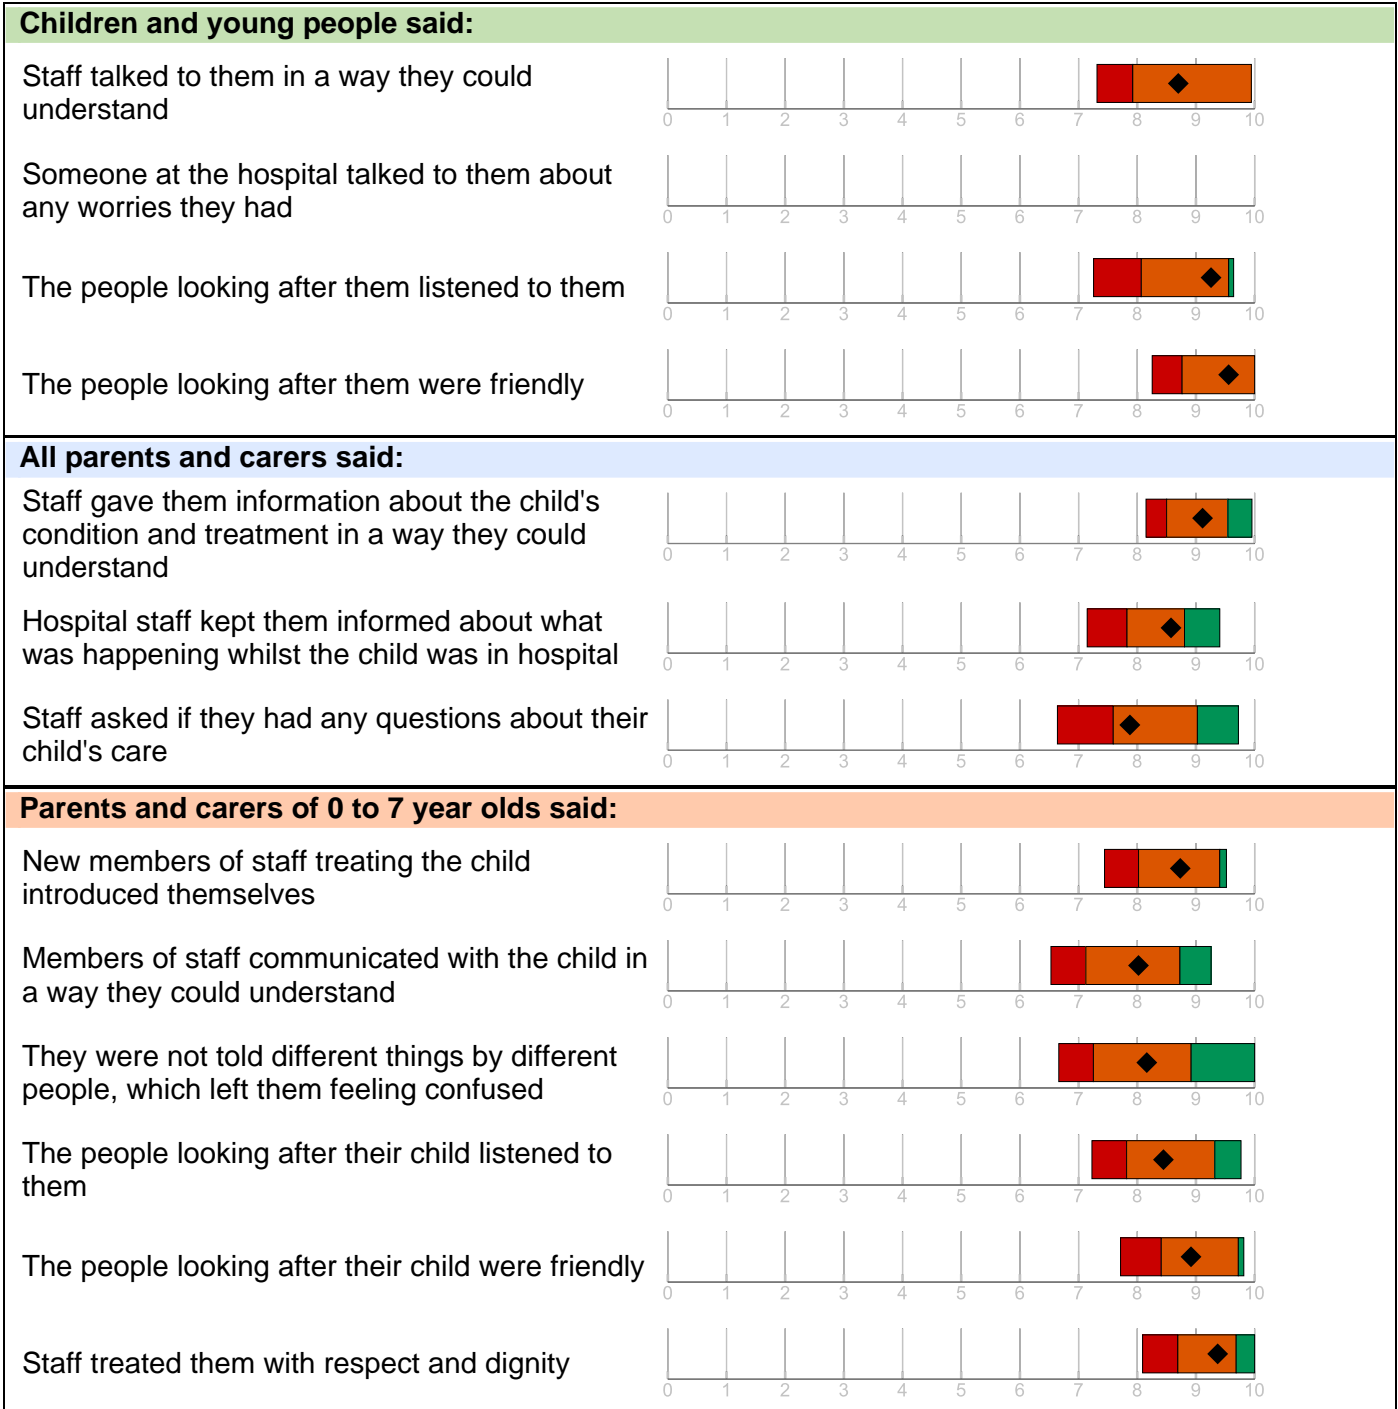 Children and young people said:
Staff talked to them in a way they could
understand
0 1 2 3 4 5 6 7 8 9 10
Someone at the hospital talked to them about
any worries they had
0 1 2 3 4 5 6 7 8 9 10
The people looking after them listened to them
0 1 2 3 4 5 6 7 8 9 10
The people looking after them were friendly
0 1 2 3 4 5 6 7 8 9 10
All parents and carers said:
Staff gave them information about the child's
condition and treatment in a way they could
understand
0 1 2 3 4 5 6 7 8 9 10
Hospital staff kept them informed about what
was happening whilst the child was in hospital
0 1 2 3 4 5 6 7 8 9 10
Staff asked if they had any questions about their
child's care
0 1 2 3 4 5 6 7 8 9 10
Parents and carers of 0 to 7 year olds said:
New members of staff treating the child
introduced themselves
0 1 2 3 4 5 6 7 8 9 10
Members of staff communicated with the child in
a way they could understand
0 1 2 3 4 5 6 7 8 9 10
They were not told different things by different
people, which left them feeling confused
0 1 2 3 4 5 6 7 8 9 10
The people looking after their child listened to
them
0 1 2 3 4 5 6 7 8 9 10
The people looking after their child were friendly
0 1 2 3 4 5 6 7 8 9 10
Staff treated them with respect and dignity
0 1 2 3 4 5 6 7 8 9 10